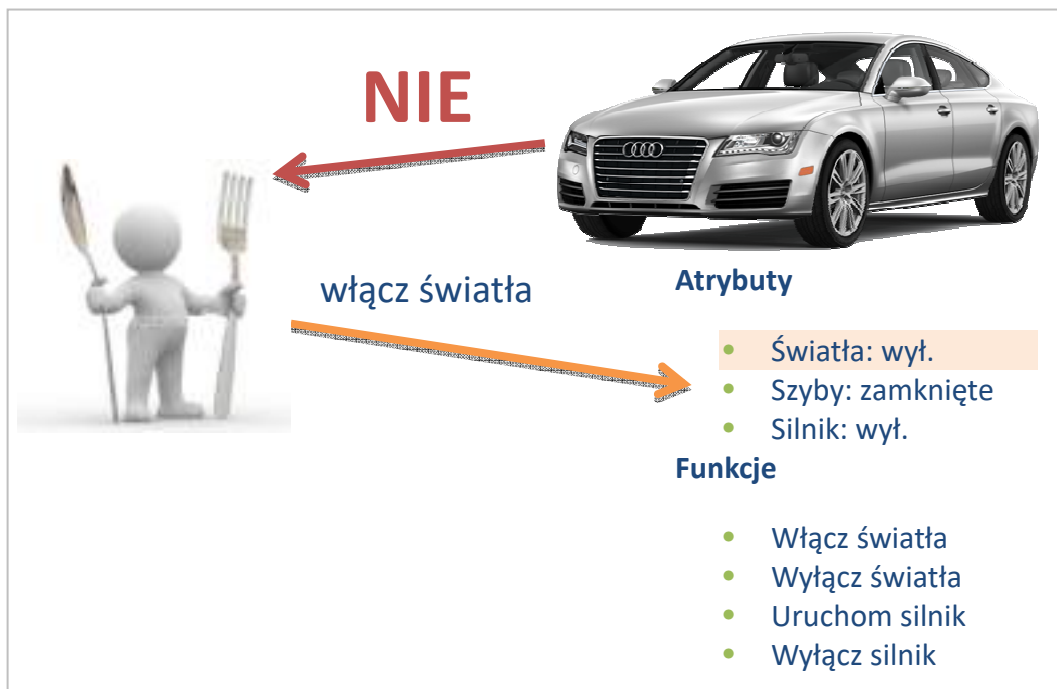 NIE
włącz światła
Atrybuty
• Światła: wył.
• Szyby: zamknięte
• Silnik: wył.
Funkcje
• Włącz światła
• Wyłącz światła
• Uruchom silnik
• Wyłącz silnik